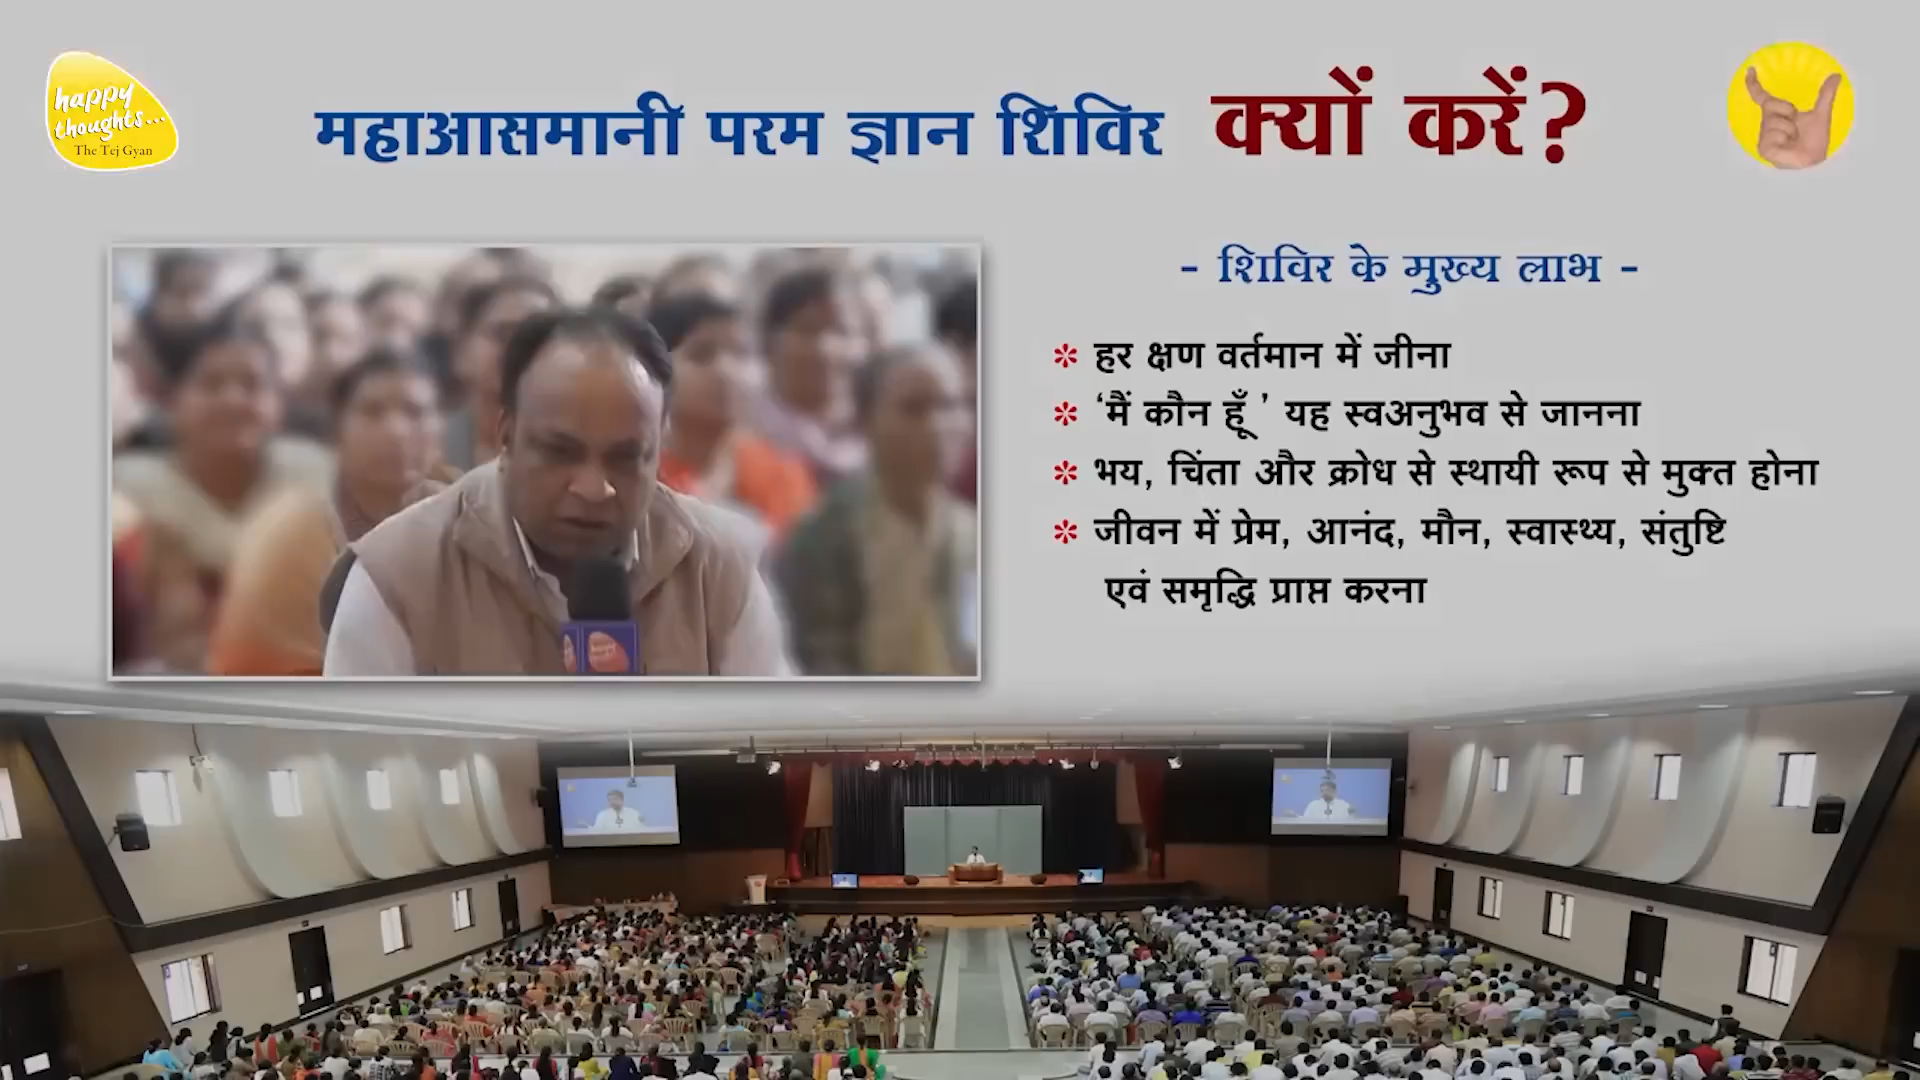 happy
thoughts...
The Tej Gyan
महाआसमानी परम ज्ञान शिविर क्यों करें?
- शिविर के मुख्य लाभ -
* हर क्षण वर्तमान में जीना
* ‘मैं कौन हूँ ’ यह स्वअनुभव से जानना
* भय, चिंता और क्रोध से स्थायी रूप से मुक्त होना
* जीवन में प्रेम, आनंद, मौन, स्वास्थ्य, संतुष्टि
एवं समृद्धि प्राप्त करना